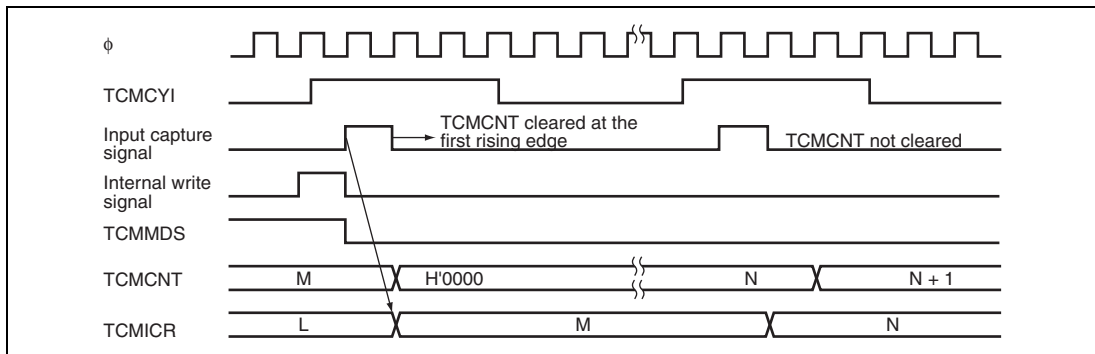 ϕ
TCMCYI
Input capture
signal
TCMCNT cleared at the
first rising edge
TCMCNT not cleared
Internal write
signal
TCMMDS
TCMCNT
M
H'0000
N
N + 1
TCMICR
L
M
N